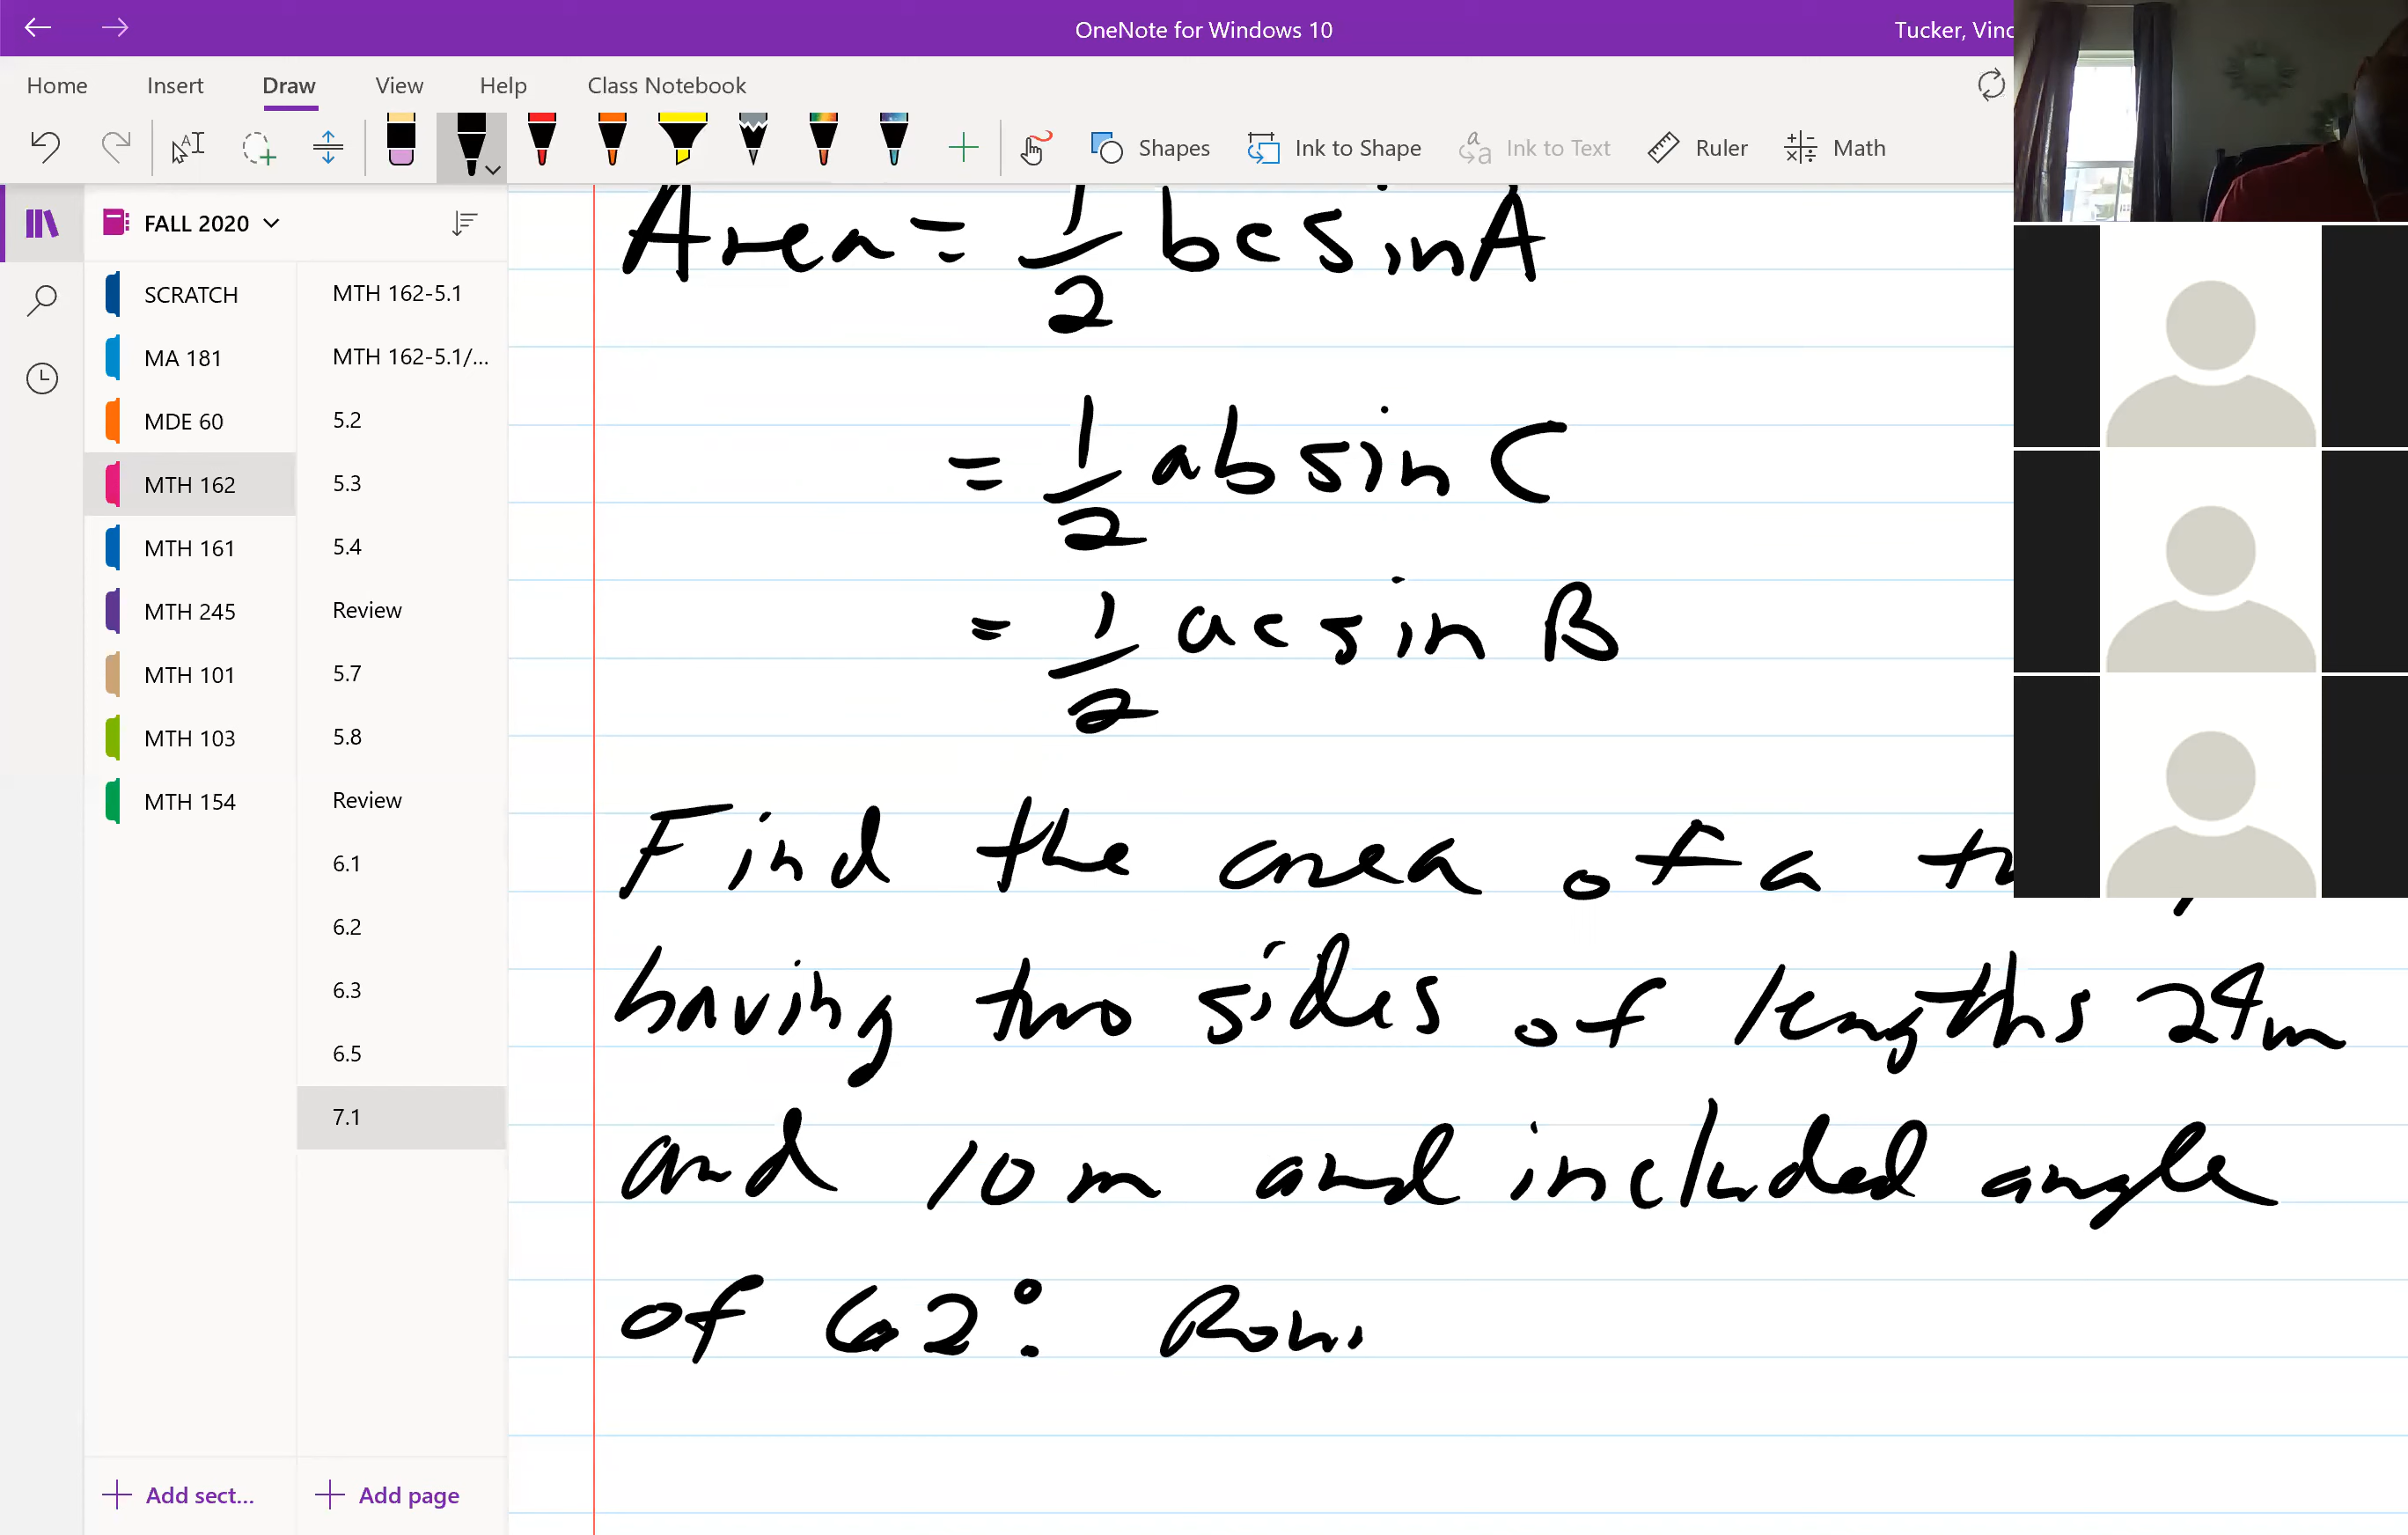 OneNote for Windows 10
Tucker, Vinc
Home Insert Draw View Help Class Notebook
Shapes Ink to Shape Ink to Text Ruler Math
FALL 2020
SCRATCH
MA 181
MDE 60
MTH 162
MTH 161
MTH 245
MTH 101
MTH 103
MTH 154
Add sect...
MTH 162-5.1
MTH 162-5.1/...
5.2
5.3
5.4
Review
5.7
5.8
Review
6.1
6.2
6.3
6.5
7.1
Add page
Area = 1/2 bc sin A
= 1/2 ab sin C
= 1/2 ac sin B
Find the area of a
having two sides of lengths 24m
and 10 m and included angle
of 62°. Roun